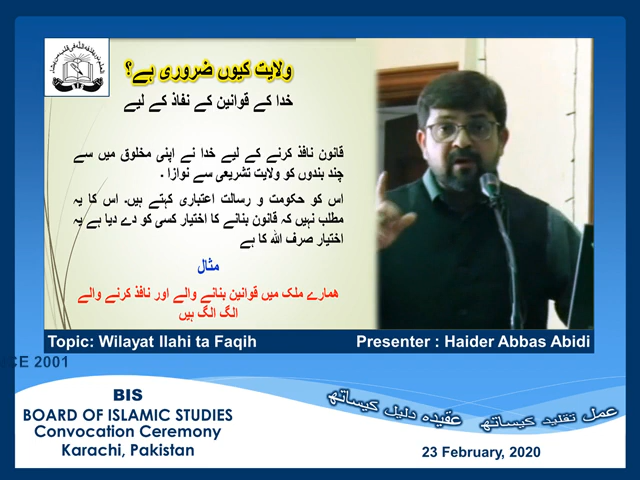 ولایت کیوں ضروری ہے؟
خدا کے قوانین کے نفاذ کے لیے
قانون نافذ کرنے کے لیے خدا نے اپنی مخلوق میں سے
چند بندوں کو ولایت تشریعی سے نوازا ۔
اس کو حکومت و رسالت اعتباری کہتے ہیں۔ اس کا یہ
مطلب نہیں کہ قانون بنانے کا اختیار کسی کو دے دیا ہے یہ
اختیار صرف اللہ کا ہے
مثال
ہمارے ملک میں قوانین بنانے والے اور نافذ کرنے والے
الگ الگ ہیں
Topic: Wilayat Ilahi ta Faqih
Presenter : Haider Abbas Abidi
CE 2001
BIS
BOARD OF ISLAMIC STUDIES
Convocation Ceremony
Karachi, Pakistan
عمل تقلید کیساتھ عقیدہ دلیل کیساتھ
23 February, 2020